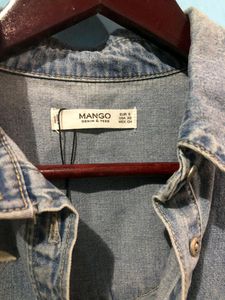 MANGO
DENIM & TEES
EUR S
USA
MEX CH